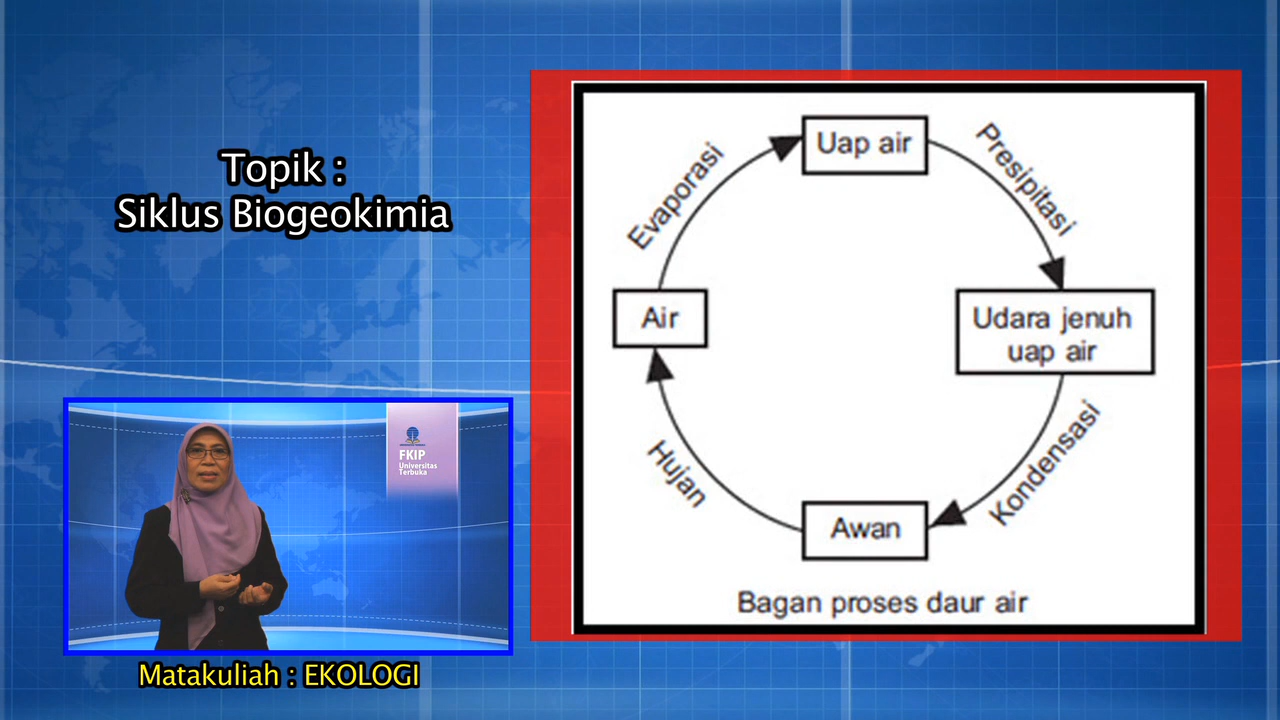 Topik :
Siklus Biogeokimia
Uap air
Evaporasi
Presipitasi
Air
Udara jenuh
uap air
Hujan
Kondensasi
Awan
Bagan proses daur air
FKIP
Universitas
Terbuka
Matakuliah : EKOLOGI